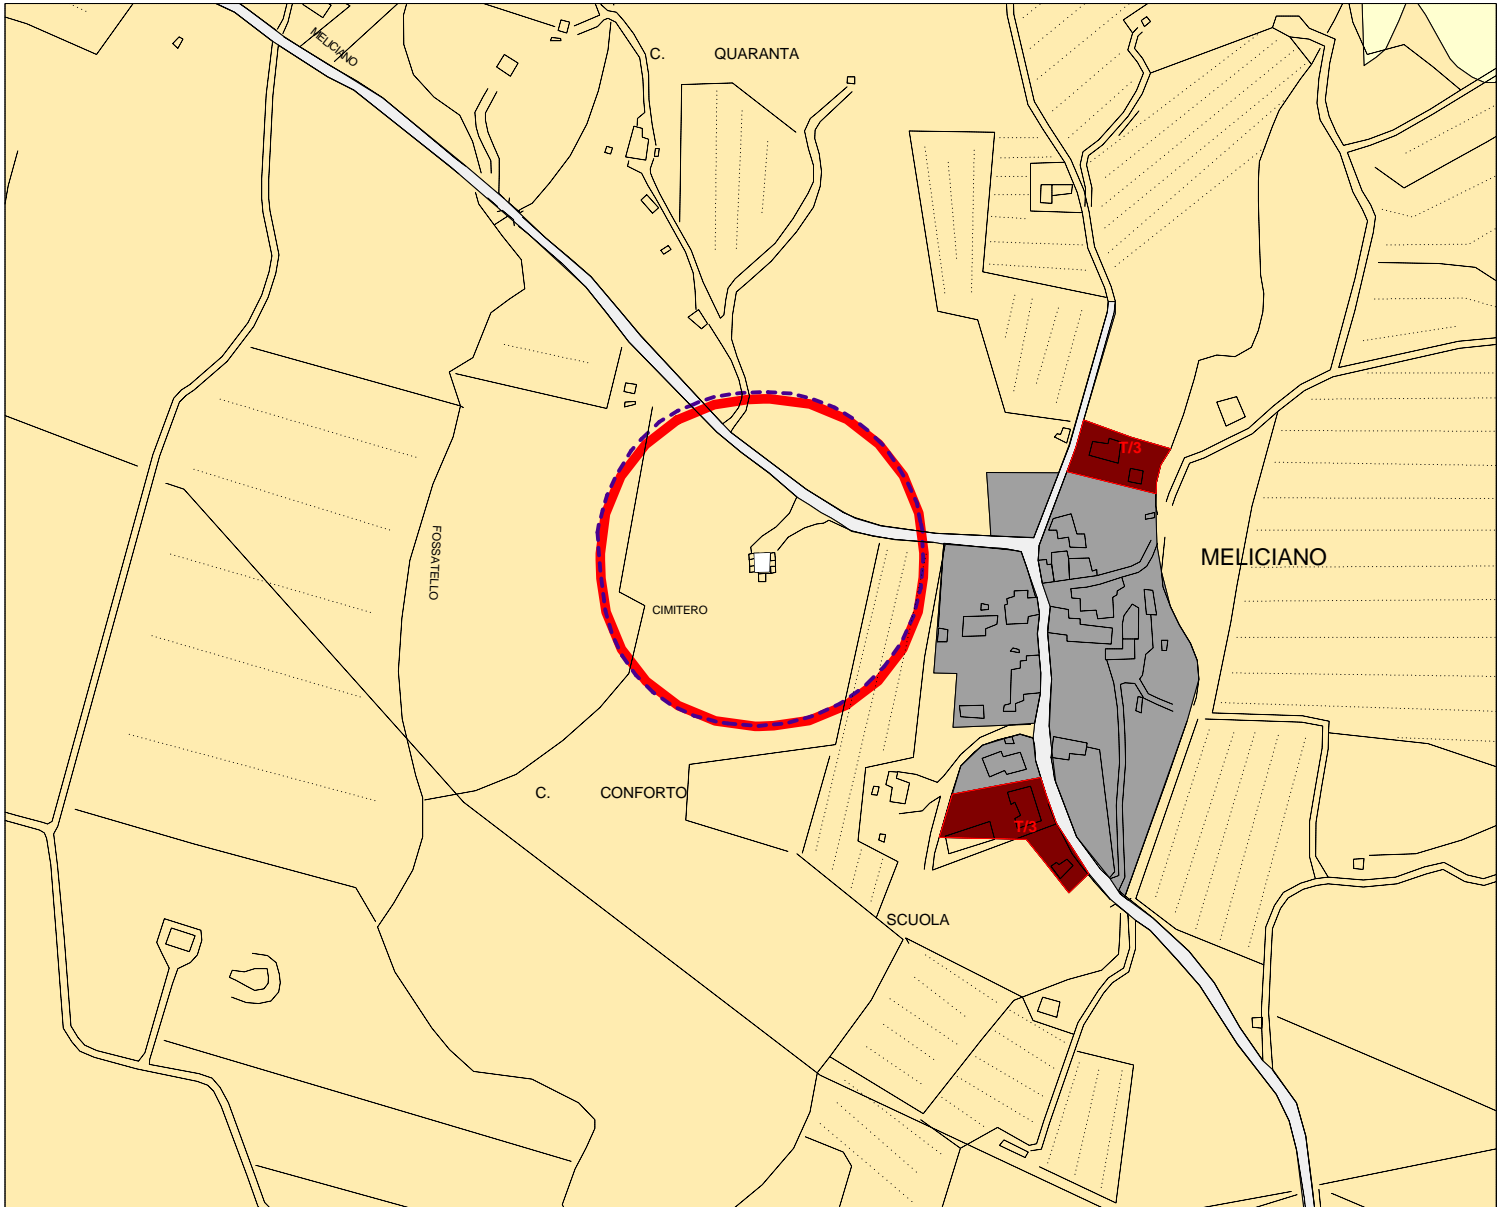 MELICIANO
C. QUARANTA
T/3
FOSSATELLO
MELICIANO
CIMITERO
C. CONFORTO
T/3
SCUOLA